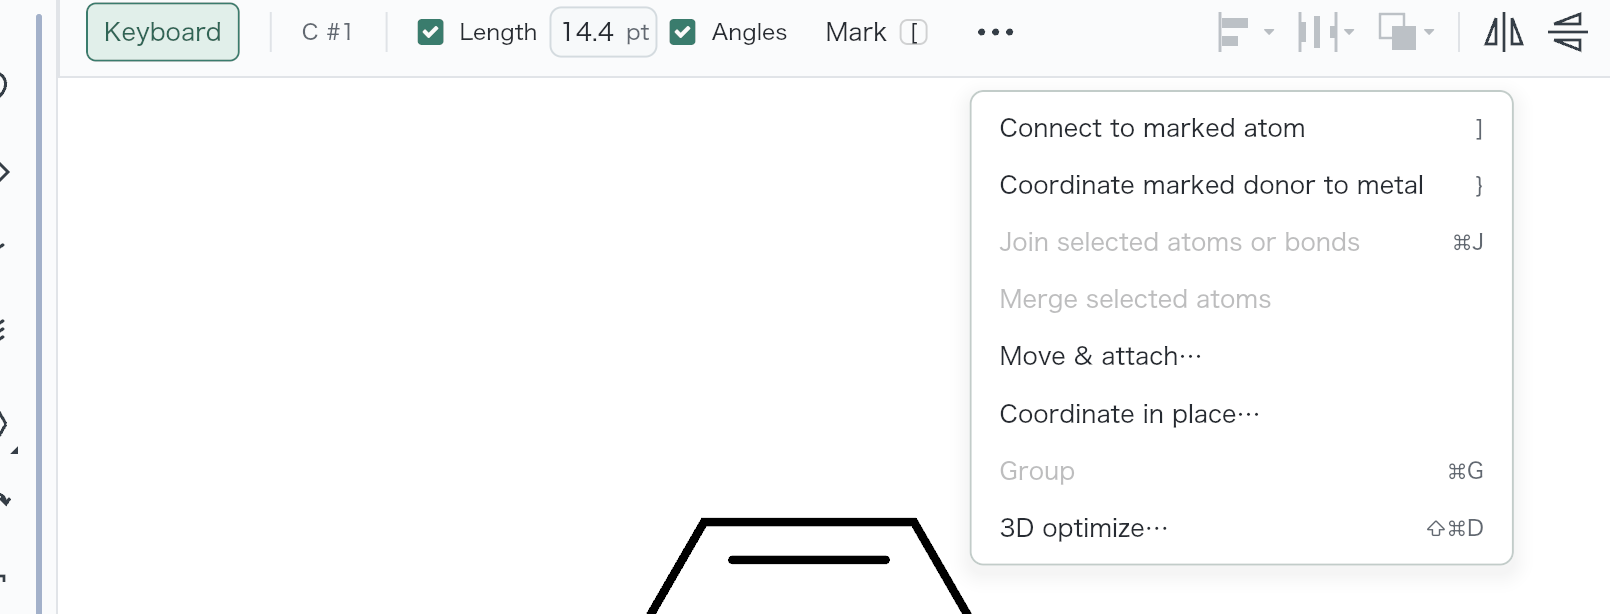 Keyboard C #1 Length 14.4 pt Angles Mark [ •••
Connect to marked atom ]
Coordinate marked donor to metal }
Join selected atoms or bonds ⌘J
Merge selected atoms
Move & attach…
Coordinate in place…
Group ⌘G
3D optimize… ⇧⌘D